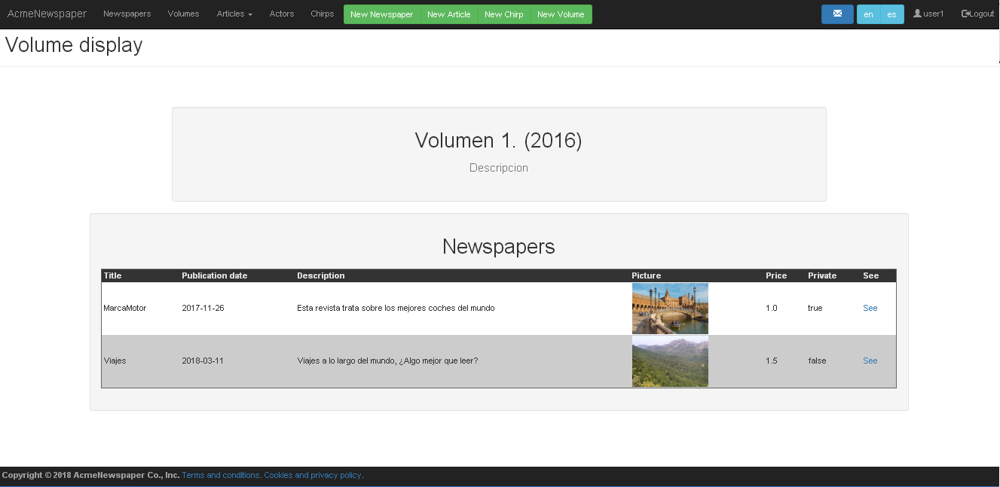 AcmeNewspaper Newspapers Volumes Articles Actors Chirps New Newspaper New Article New Chirp New Volume en es user1 Logout
Volume display
Volumen 1. (2016)
Descripcion
Newspapers
Title Publication date Description Picture Price Private See
MarcaMotor 2017-11-26 Esta revista trata sobre los mejores coches del mundo 1.0 true See
Viajes 2018-03-11 Viajes a lo largo del mundo, ¿Algo mejor que leer? 1.5 false See
Copyright © 2018 AcmeNewspaper Co., Inc. Terms and conditions. Cookies and privacy policy.